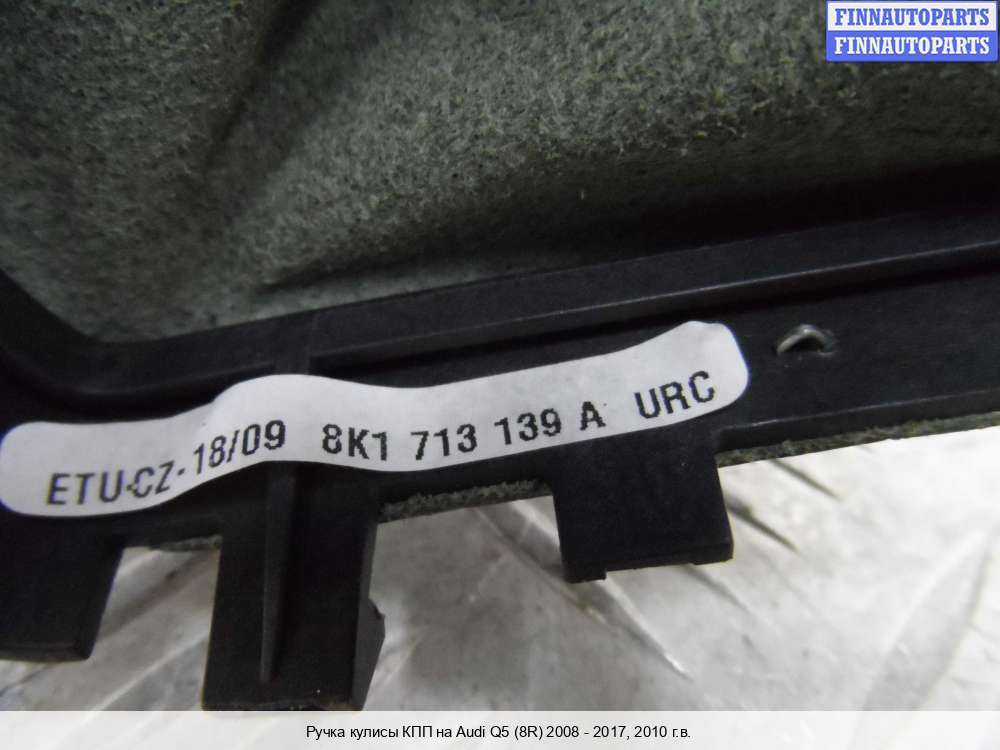 FINNAUTOPARTS
FINNAUTOPARTS
ETU-CZ-18/09 8K1 713 139 A URC
Ручка кулисы КПП на Audi Q5 (8R) 2008 - 2017, 2010 г.в.